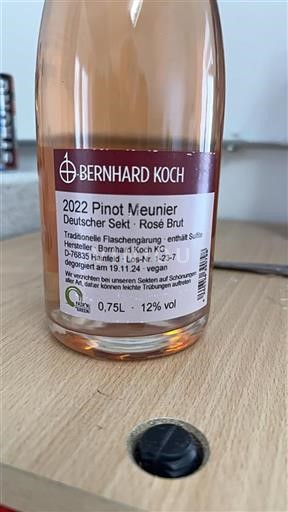 BERNHARD KOCH
2022 Pinot Meunier
Deutscher Sekt · Rosé Brut
Traditionelle Flaschengärung · enthält Sulfite
Hersteller · Bernhard Koch KG
D-76835 Hainfeld · Los-Nr. 1-23-7
degorgiert am 19.11.24 · vegan
Wir verzichten bei unseren Sekten auf Schönungen
aller Art, daher können leichte Trübungen auftreten
0,75L · 12% vol